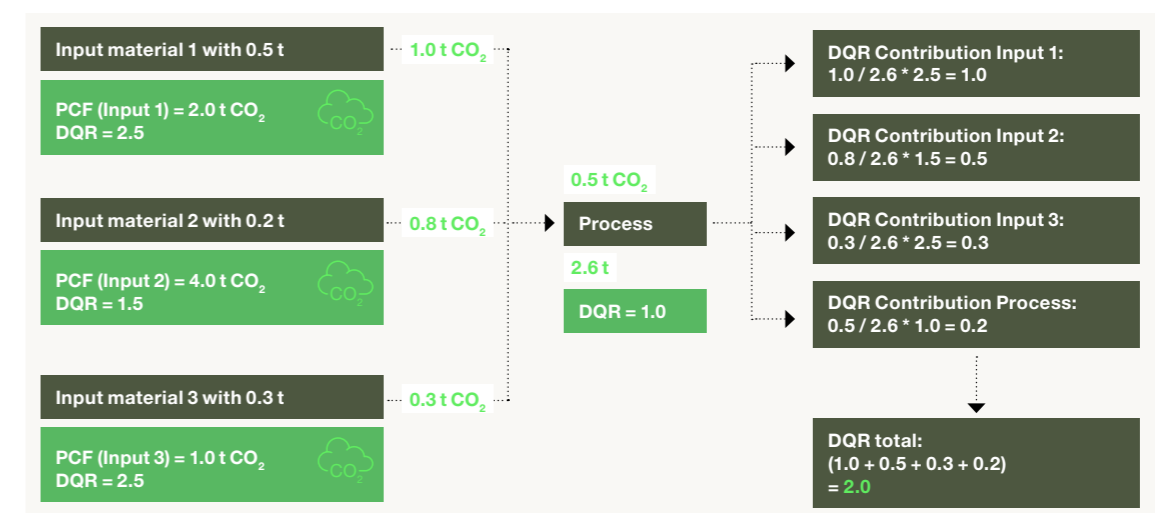 Input material 1 with 0.5 t
PCF (Input 1) = 2.0 t CO₂
DQR = 2.5
CO₂
1.0 t CO₂
Input material 2 with 0.2 t
PCF (Input 2) = 4.0 t CO₂
DQR = 1.5
CO₂
0.8 t CO₂
Input material 3 with 0.3 t
PCF (Input 3) = 1.0 t CO₂
DQR = 2.5
CO₂
0.3 t CO₂
0.5 t CO₂
Process
2.6 t
DQR = 1.0
DQR Contribution Input 1:
1.0 / 2.6 * 2.5 = 1.0
DQR Contribution Input 2:
0.8 / 2.6 * 1.5 = 0.5
DQR Contribution Input 3:
0.3 / 2.6 * 2.5 = 0.3
DQR Contribution Process:
0.5 / 2.6 * 1.0 = 0.2
DQR total:
(1.0 + 0.5 + 0.3 + 0.2)
= 2.0